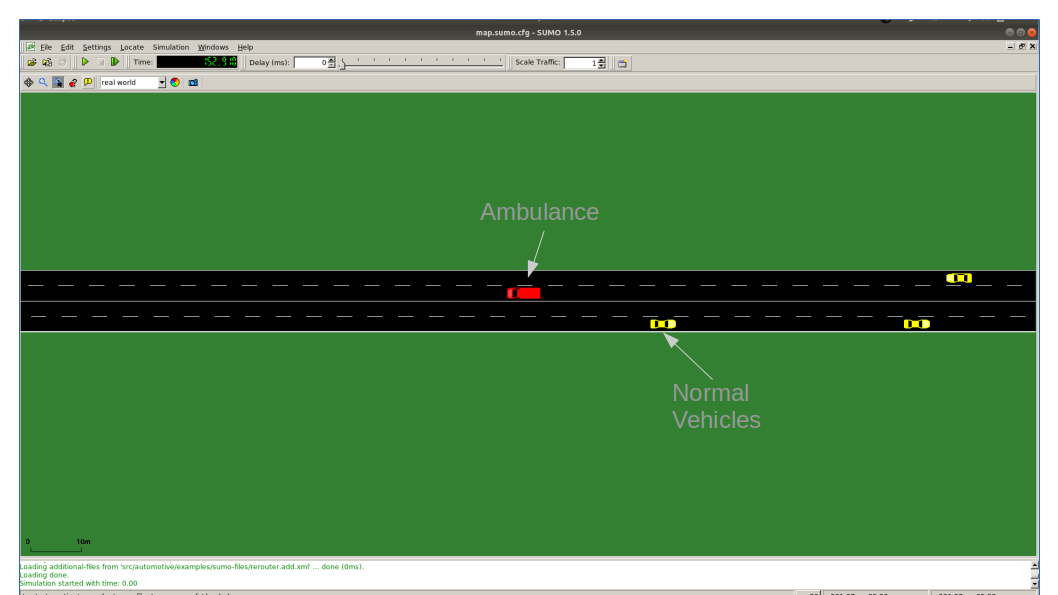 map.sumo.cfg - SUMO 1.5.0
File Edit Settings Locate Simulation Windows Help
Time: 152.910 Delay (ms): 0 Scale Traffic: 1
real world
Ambulance
Normal
Vehicles
0 10m
Loading additional-files from 'src/automotive/examples/sumo-files/rerouter.add.xml' ... done (0ms).
Loading done.
Simulation started with time: 0.00